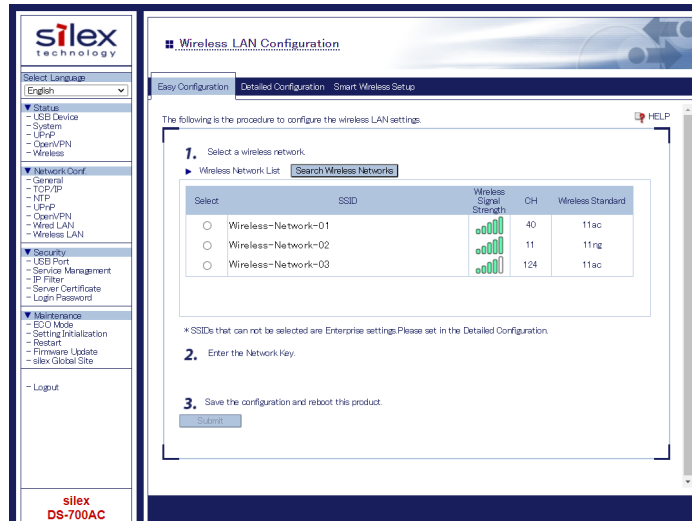 silex
technology
Select Language
English
▼ Status
- USB Device
- System
- UPnP
- OpenVPN
- Wireless
▼ Network Conf.
- General
- TCP/IP
- NTP
- UPnP
- OpenVPN
- Wired LAN
- Wireless LAN
▼ Security
- USB Port
- Service Management
- IP Filter
- Server Certificate
- Login Password
▼ Maintenance
- ECO Mode
- Setting Initialization
- Restart
- Firmware Update
- silex Global Site
- Logout
silex
DS-700AC
Wireless LAN Configuration
Easy Configuration Detailed Configuration Smart Wireless Setup
The following is the procedure to configure the wireless LAN settings.
HELP
1. Select a wireless network.
Wireless Network List Search Wireless Networks
Select SSID Wireless Signal Strength CH Wireless Standard
Wireless-Network-01 40 11ac
Wireless-Network-02 11 11ng
Wireless-Network-03 124 11ac
*SSIDs that can not be selected are Enterprise settings.Please set in the Detailed Configuration.
2. Enter the Network Key.
3. Save the configuration and reboot this product.
Submit